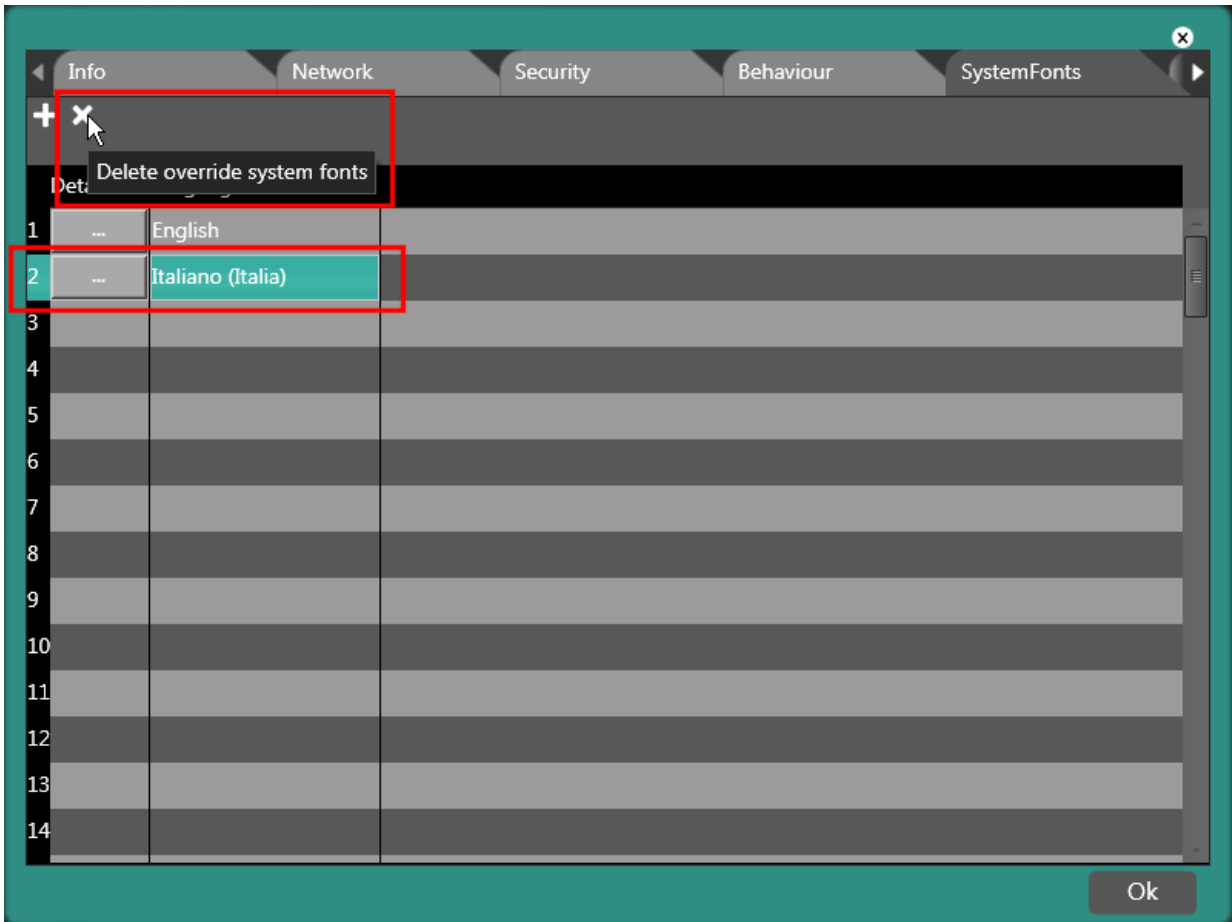 Info Network Security Behaviour SystemFonts
Delete override system fonts
Deta
1 ... English
2 ... Italiano (Italia)
3
4
5
6
7
8
9
10
11
12
13
14
Ok